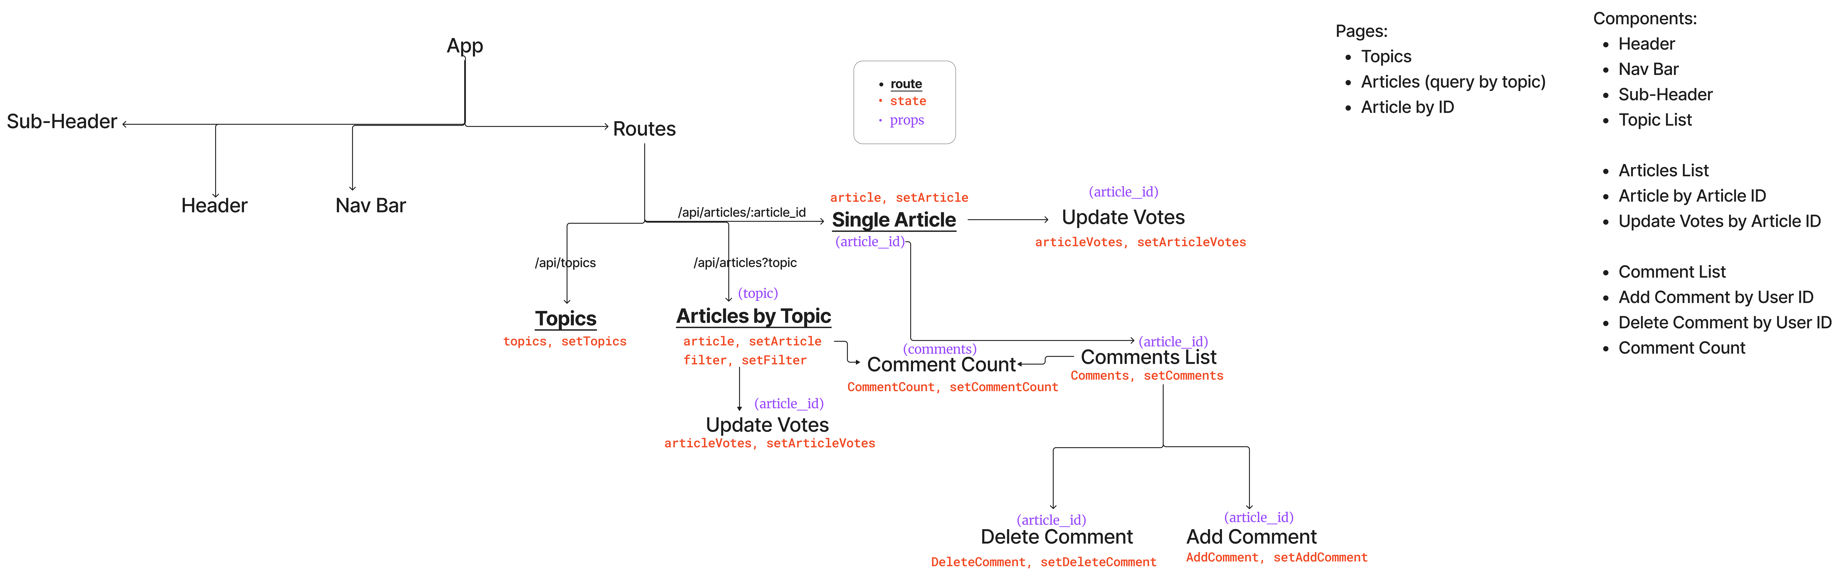 App
Sub-Header
Routes
Header
Nav Bar
route
state
props
/api/articles/:article_id
article, setArticle
Single Article
(article_id)
(article_id)
Update Votes
articleVotes, setArticleVotes
/api/topics
Topics
topics, setTopics
/api/articles?topic
(topic)
Articles by Topic
article, setArticle
filter, setFilter
(article_id)
Update Votes
articleVotes, setArticleVotes
(comments)
Comment Count
CommentCount, setCommentCount
(article_id)
Comments List
Comments, setComments
(article_id)
Delete Comment
DeleteComment, setDeleteComment
(article_id)
Add Comment
AddComment, setAddComment
Pages:
Topics
Articles (query by topic)
Article by ID
Components:
Header
Nav Bar
Sub-Header
Topic List
Articles List
Article by Article ID
Update Votes by Article ID
Comment List
Add Comment by User ID
Delete Comment by User ID
Comment Count